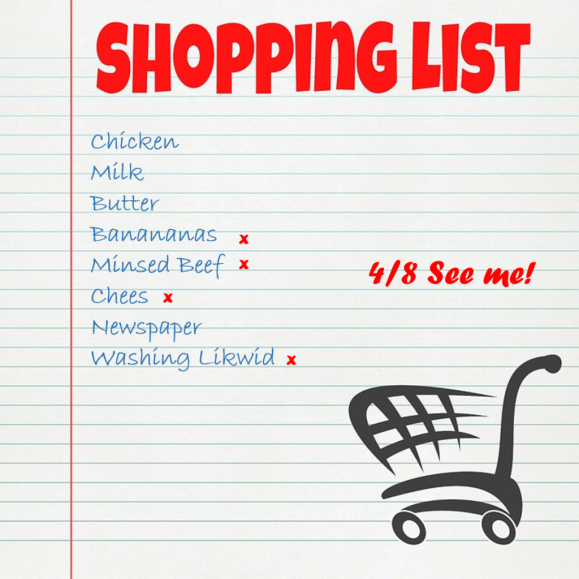 SHOPPING LIST
Chicken
Milk
Butter
Banananas x
Minsed Beef x
4/8 See me!
Chees x
Newspaper
Washing Likwid x